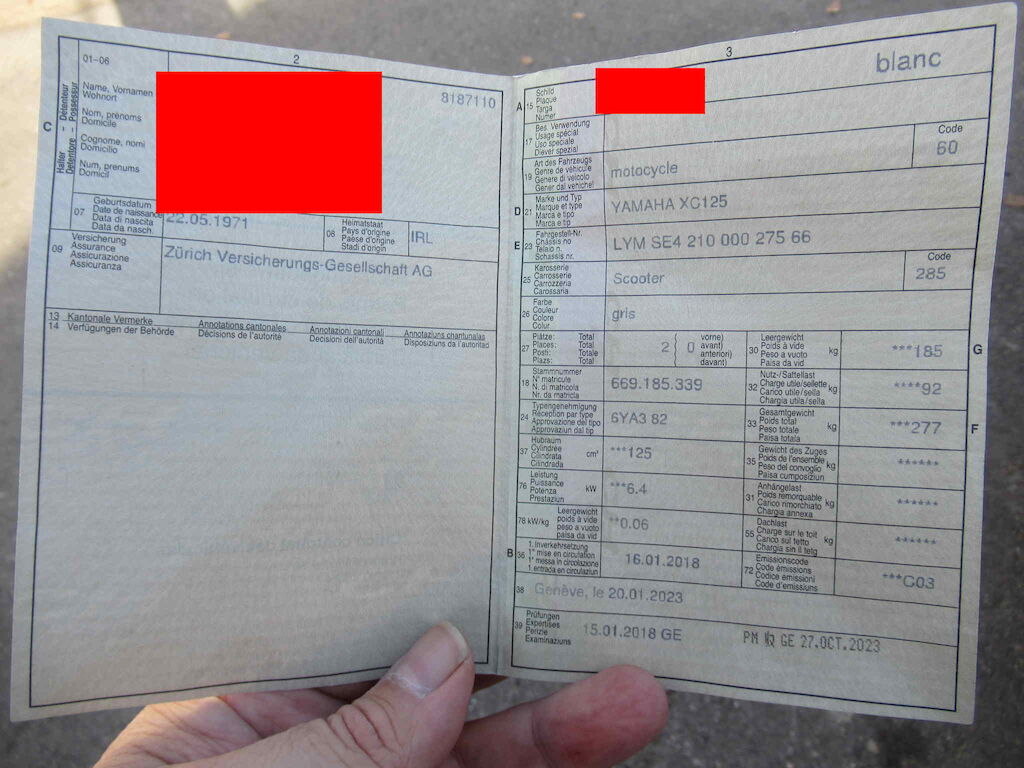 2
01-06
C
Halter - Détenteur
Detentore - Possessur
Name, Vornamen
Wohnort
Nom, prénoms
Domicile
Cognome, nomi
Domicilio
Num, prenums
Domicil
8187110
07
Geburtsdatum
Date de naissance
Data di nascita
Data da nasch.
22.05.1971
08
Heimatstaat
Pays d'origine
Paese d'origine
Stadi d'origin
IRL
09
Versicherung
Assurance
Assicurazione
Assicuranza
Zürich Versicherungs-Gesellschaft AG
13 Kantonale Vermerke
14 Verfügungen der Behörde
Annotations cantonales
Décisions de l'autorité
Annotazioni cantonali
Decisioni dell'autorità
Annotaziuns chantunalas
Disposiziuns da l'autoritad
3
blanc
A 15
Schild
Plaque
Targa
Numer
17
Bes. Verwendung
Usage spécial
Uso speciale
Diever spezial
19
Art des Fahrzeugs
Genre de véhicule
Genere di veicolo
Gener dal vehichel
motocycle
Code
60
D 21
Marke und Typ
Marque et type
Marca e tipo
Marca e tip
YAMAHA XC125
E 23
Fahrgestell-Nr.
Châssis no
Telaio n.
Schassis nr.
LYM SE4 210 000 275 66
25
Karosserie
Carrosserie
Carrozzeria
Carossaria
Scooter
Code
285
26
Farbe
Couleur
Colore
Colur
gris
27
Plätze: Total
Places: Total
Posti: Totale
Plazs: Total
2 { 0
vorne)
avant)
anteriori)
davant)
30
Leergewicht
Poids à vide
Peso a vuoto
Paisa da vid
kg
***185
G
18
Stammnummer
N° matricule
N. di matricola
Nr. da matricla
669.185.339
32
Nutz-/Sattellast
Charge utile/sellette
Carico utile/sella
Chargia utila/sella
kg
****92
24
Typengenehmigung
Réception par type
Approvazione del tipo
Approvaziun dal tip
6YA3 82
33
Gesamtgewicht
Poids total
Peso totale
Paisa totala
kg
***277
F
37
Hubraum
Cylindrée
Cilindrata
Cilindrada
cm³
***125
35
Gewicht des Zuges
Poids de l'ensemble
Peso del convoglio
Paisa cumposiziun
kg
******
76
Leistung
Puissance
Potenza
Prestaziun
kW
***6.4
31
Anhängelast
Poids remorquable
Carico rimorchiato
Chargia annexa
kg
******
78 kW/kg
Leergewicht
poids à vide
peso a vuoto
paisa da vid
**0.06
55
Dachlast
Charge sur le toit
Carico sul tetto
Chargia sin il tetg
kg
******
B 36
1. Inverkehrsetzung
1re mise en circulation
1a messa in circolazione
1. entrada en circulaziun
16.01.2018
72
Emissionscode
Code émissions
Codice emissioni
Code d'emissiuns
***C03
38
Genève, le 20.01.2023
39
Prüfungen
Expertises
Perizie
Examinaziuns
15.01.2018 GE
PM GE 27.OCT.2023